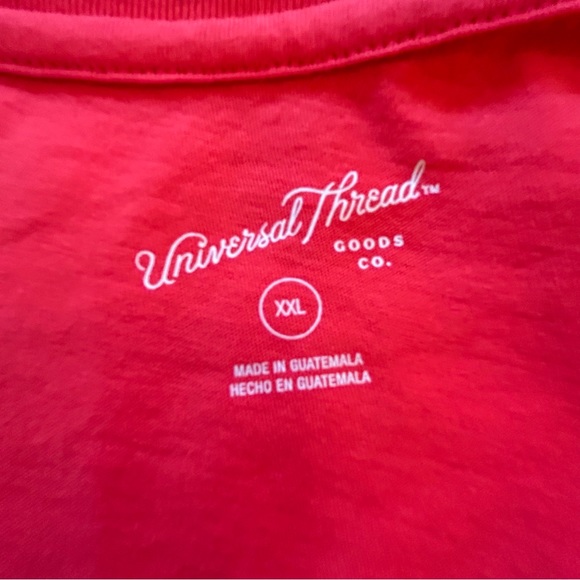 Universal Thread™
GOODS
CO.
XXL
MADE IN GUATEMALA
HECHO EN GUATEMALA